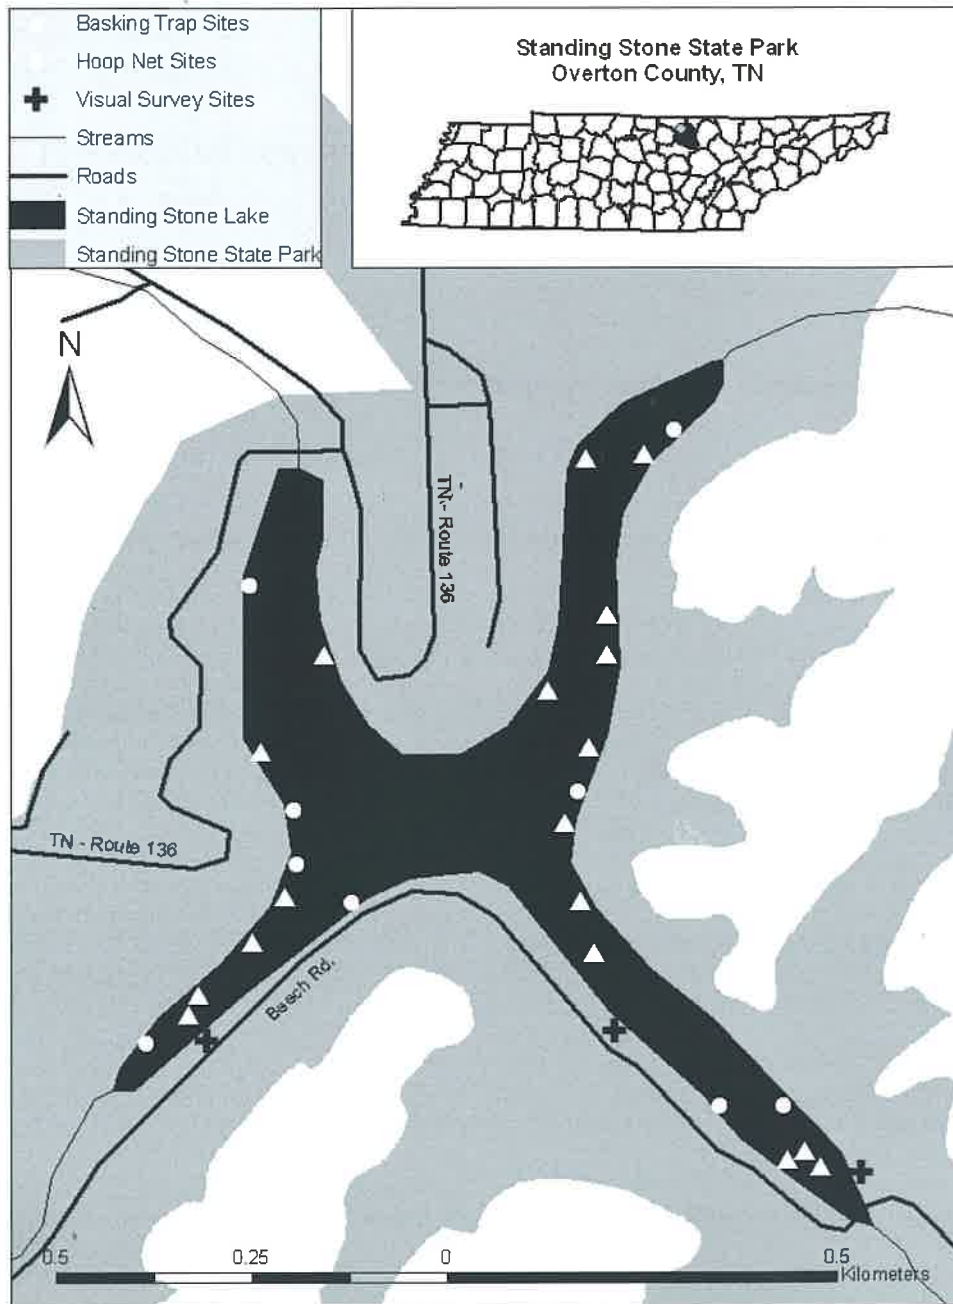 Basking Trap Sites
Hoop Net Sites
Visual Survey Sites
Streams
Roads
Standing Stone Lake
Standing Stone State Park
Standing Stone State Park
Overton County, TN
N
TN - Route 136
TN - Route 136
Beach Rd.
0.5
0.25
0
0.5
Kilometers